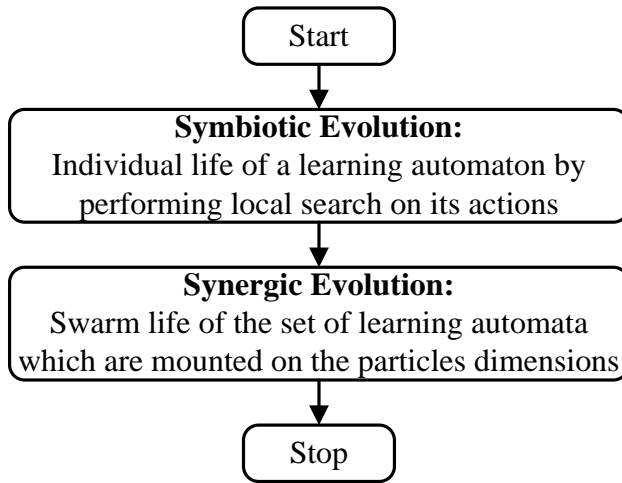 Start
Symbiotic Evolution:
Individual life of a learning automaton by
performing local search on its actions
Synergic Evolution:
Swarm life of the set of learning automata
which are mounted on the particles dimensions
Stop